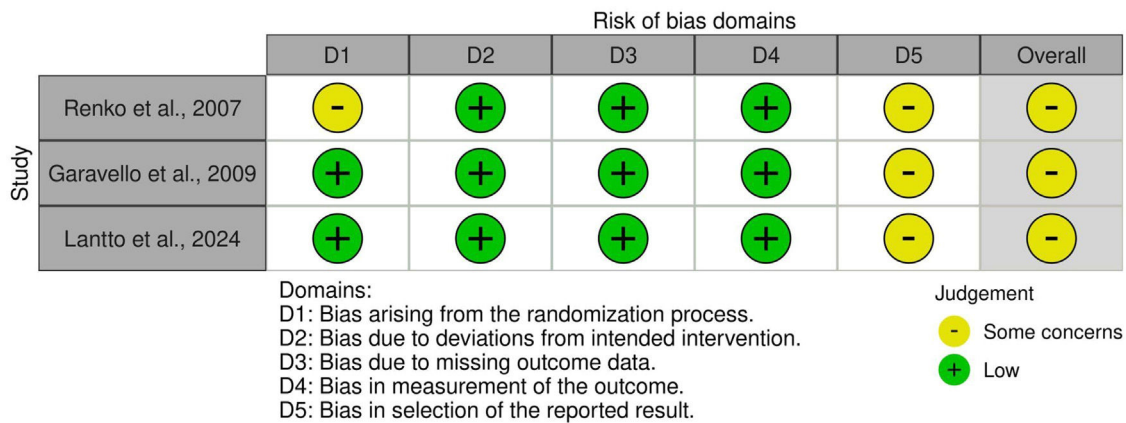 Risk of bias domains
D1 D2 D3 D4 D5 Overall
Study
Renko et al., 2007 - + + + - -
Garavello et al., 2009 + + + + - -
Lantto et al., 2024 + + + + - -
Domains:
D1: Bias arising from the randomization process.
D2: Bias due to deviations from intended intervention.
D3: Bias due to missing outcome data.
D4: Bias in measurement of the outcome.
D5: Bias in selection of the reported result.
Judgement
- Some concerns
+ Low